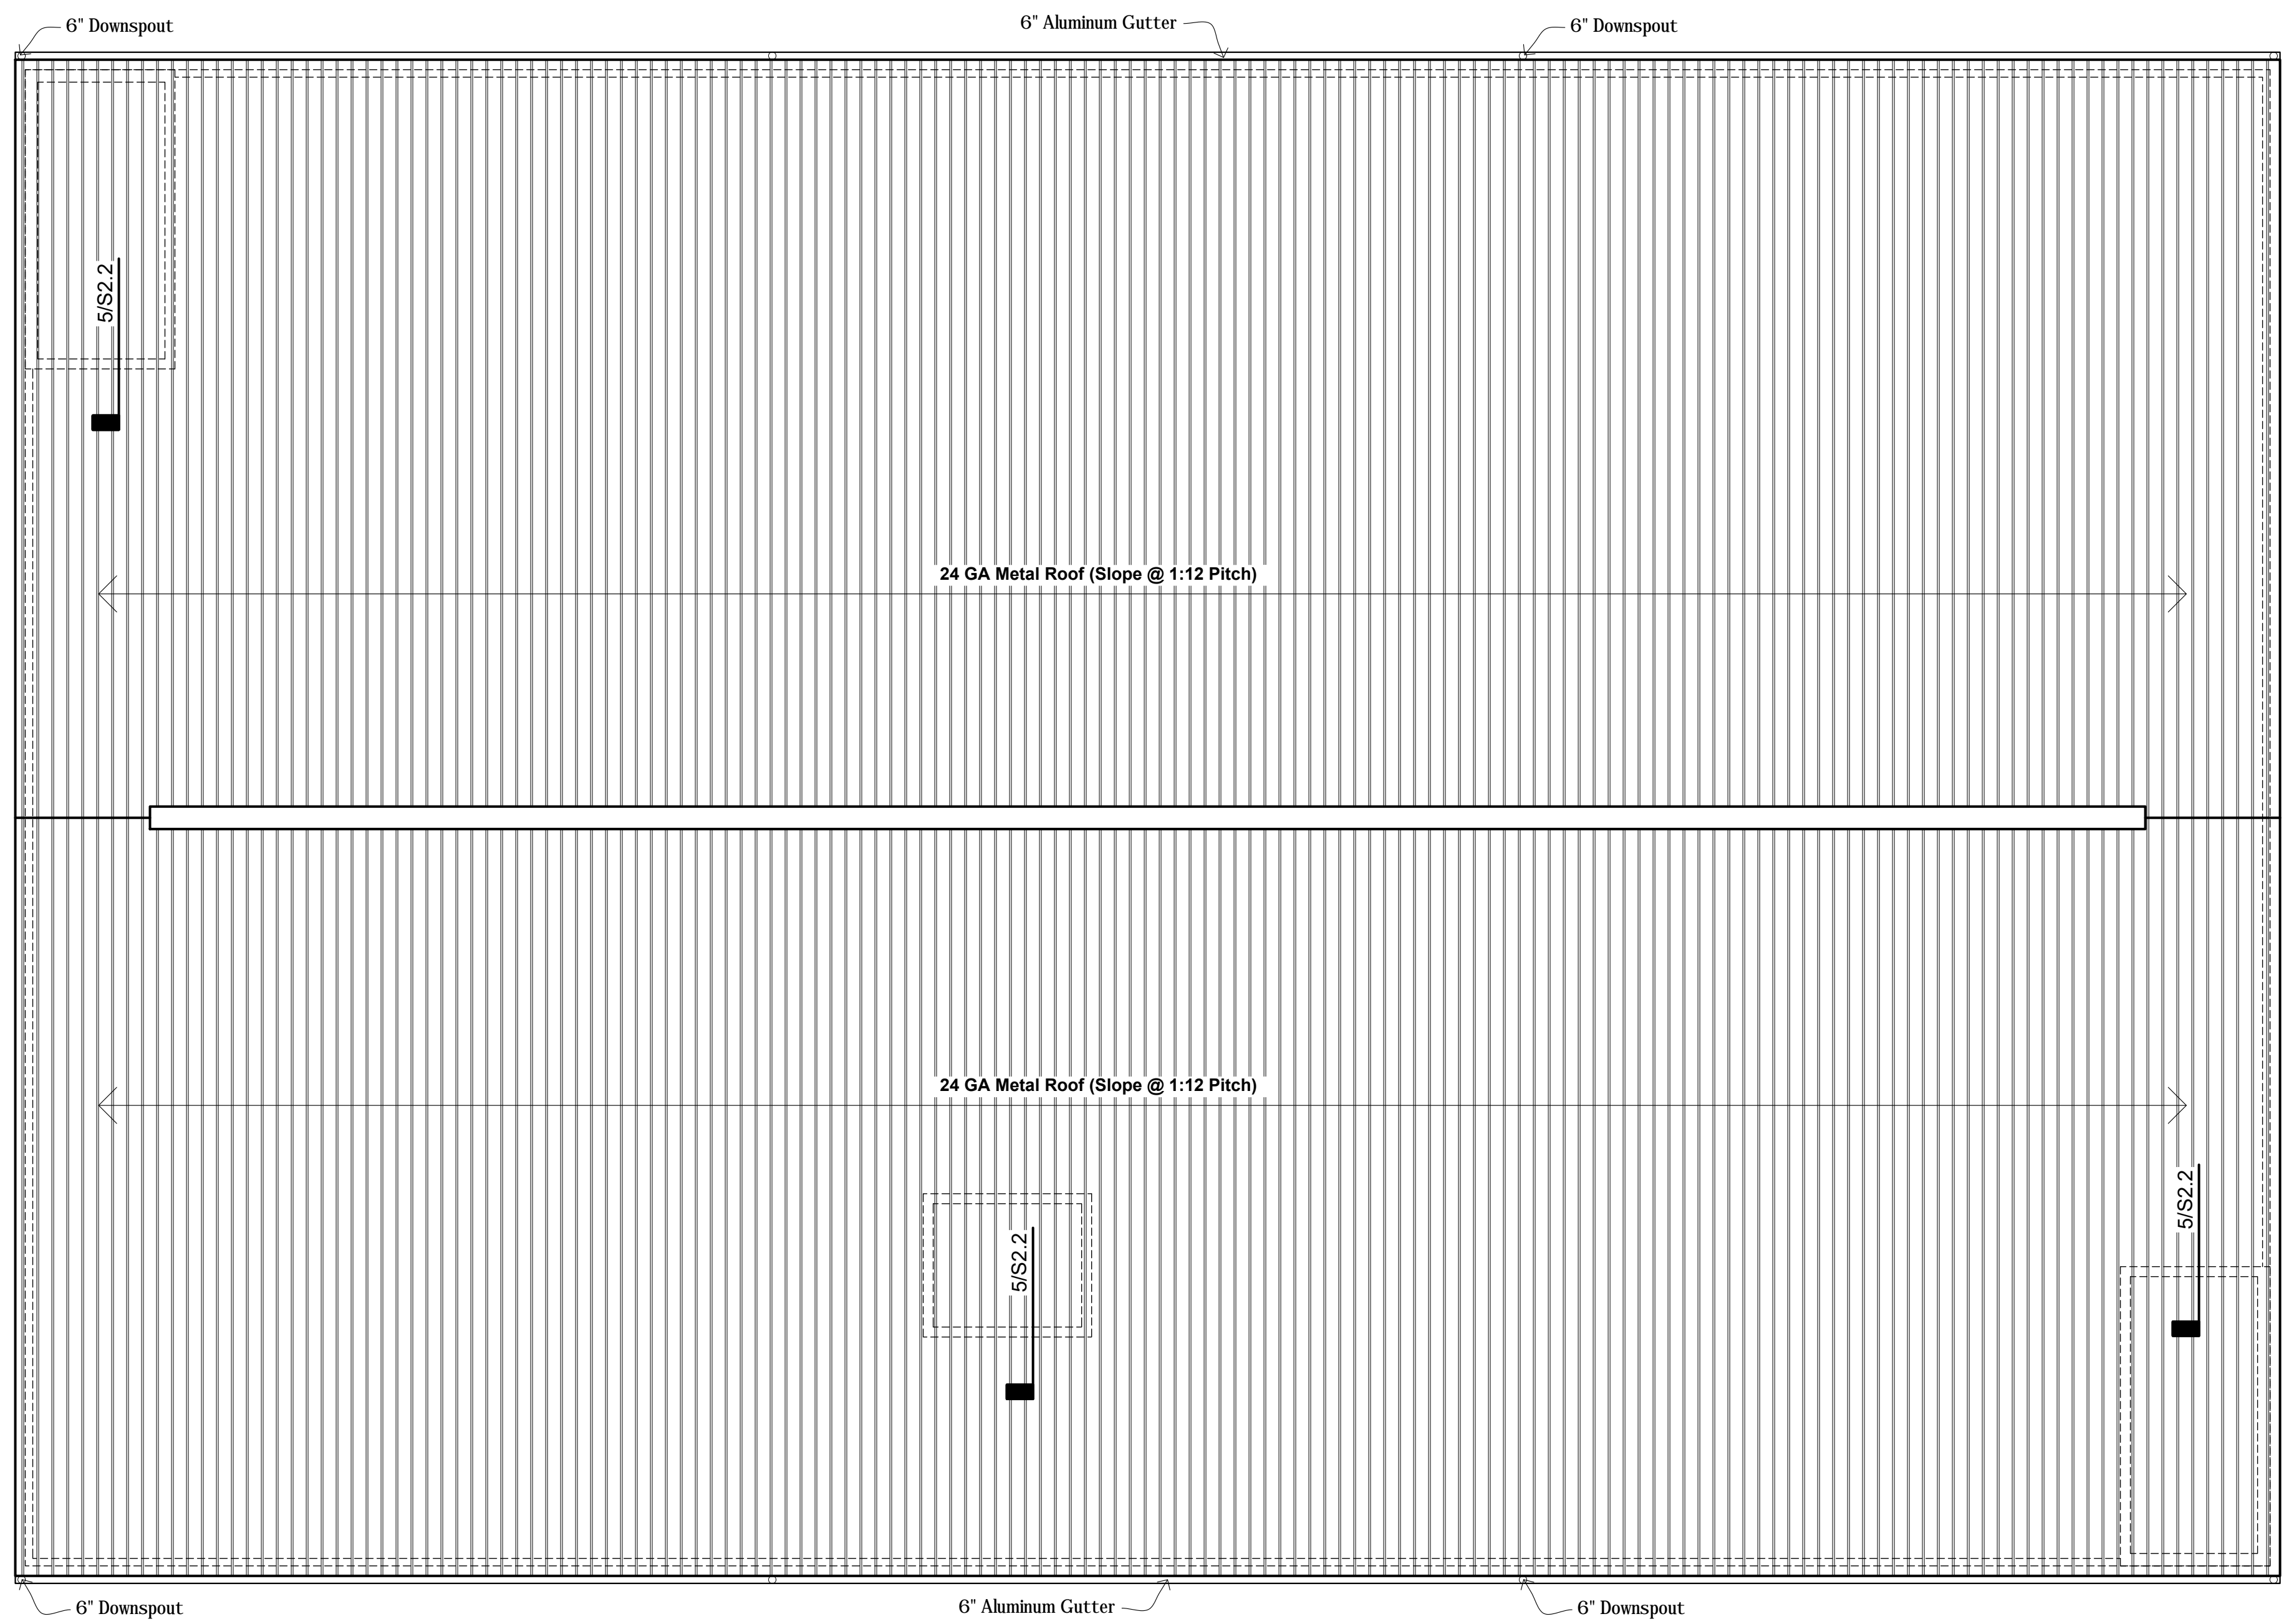 6" Downspout
6" Aluminum Gutter
6" Downspout
5/S2.2
24 GA Metal Roof (Slope @ 1:12 Pitch)
24 GA Metal Roof (Slope @ 1:12 Pitch)
5/S2.2
5/S2.2
6" Downspout
6" Aluminum Gutter
6" Downspout